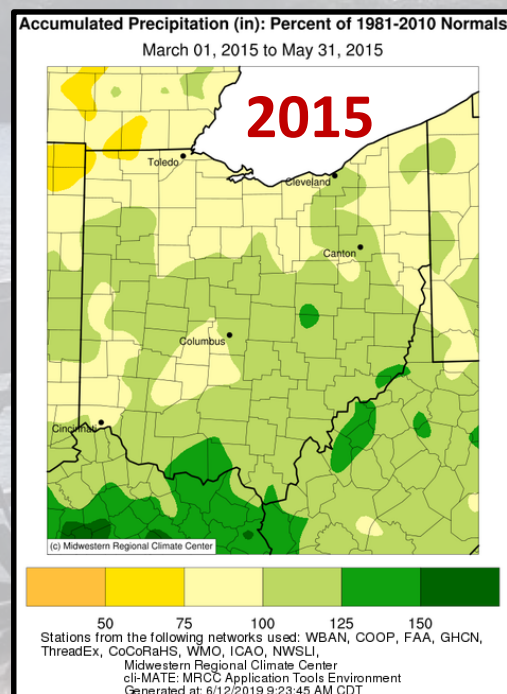 Accumulated Precipitation (in): Percent of 1981-2010 Normals
March 01, 2015 to May 31, 2015
2015
Toledo
Cleveland
Canton
Columbus
Cincinnati
(c) Midwestern Regional Climate Center
50 75 100 125 150
Stations from the following networks used: WBAN, COOP, FAA, GHCN,
ThreadEx, CoCoRaHS, WMO, ICAO, NWSLI,
Midwestern Regional Climate Center
cli-MATE: MRCC Application Tools Environment
Generated at: 6/12/2019 9:23:45 AM CDT